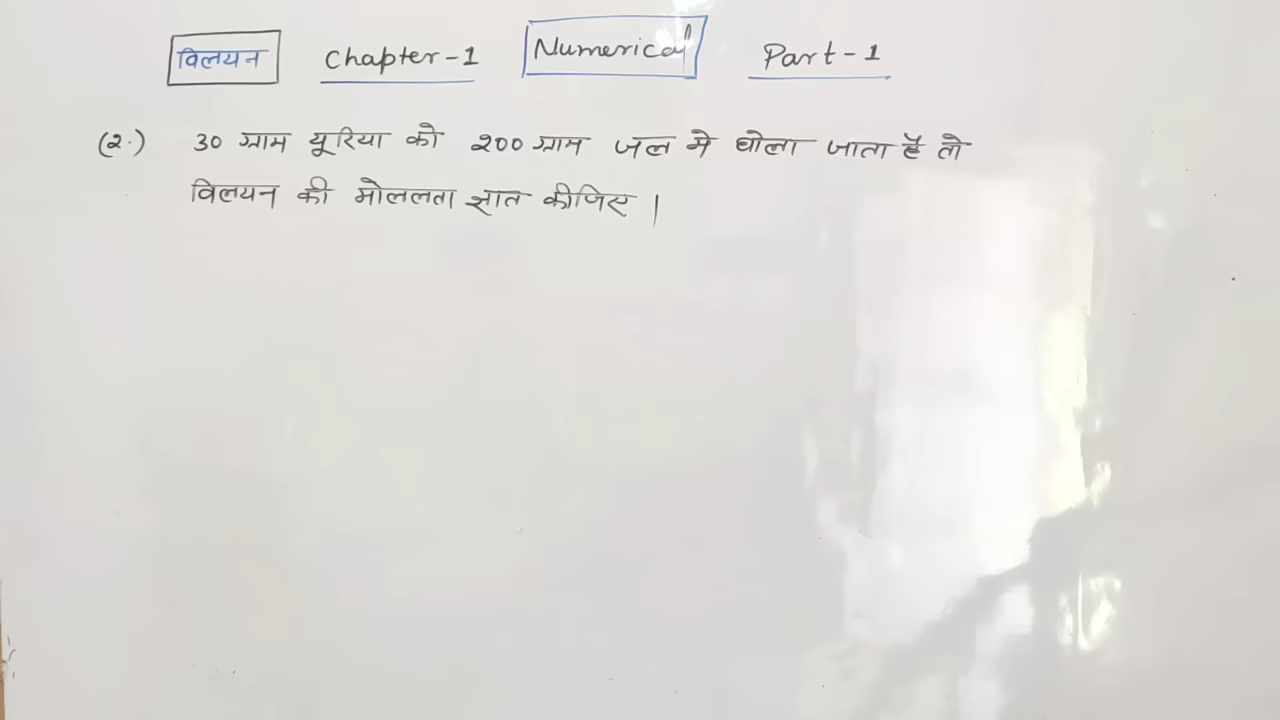 विलयन Chapter-1 Numerical Part-1
(2.) 30 ग्राम यूरिया को 200 ग्राम जल मे घोला जाता है तो
विलयन की मोललता ज्ञात कीजिए।